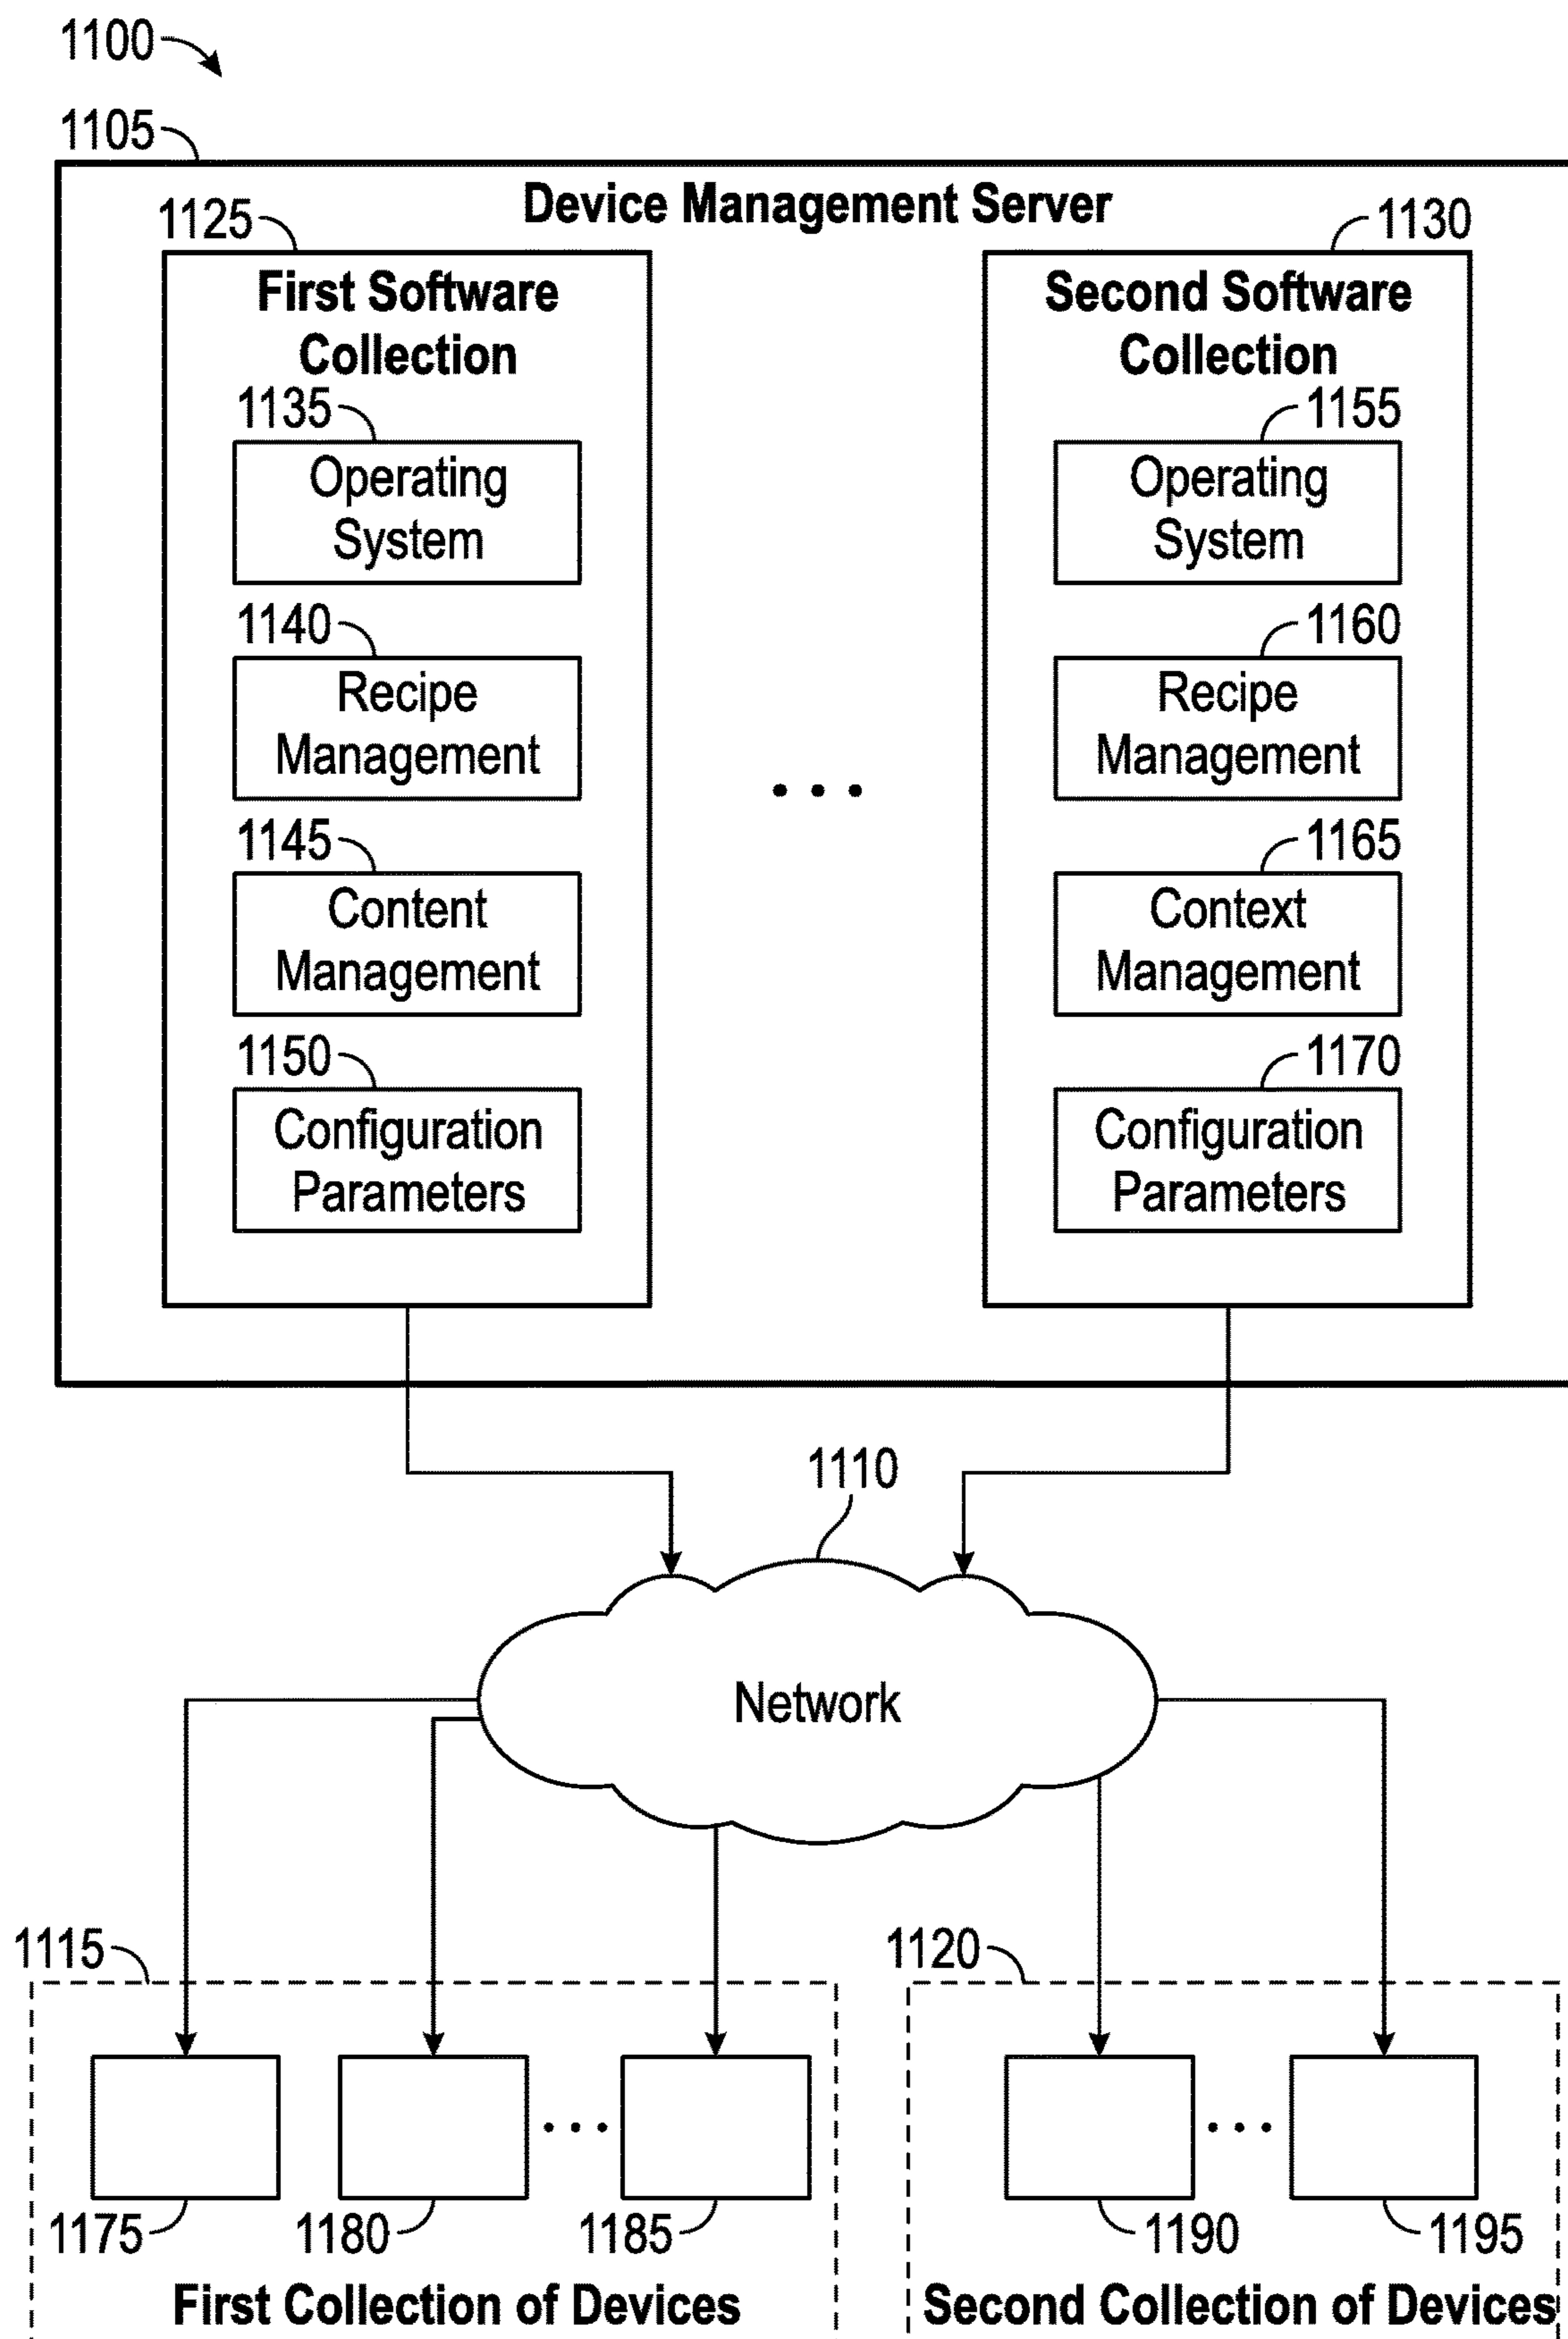 1100
1105
Device Management Server
1125
1130
First Software
Collection
Second Software
Collection
1135
1155
Operating
System
Operating
System
1140
1160
Recipe
Management
Recipe
Management
...
1145
1165
Content
Management
Context
Management
1150
1170
Configuration
Parameters
Configuration
Parameters
1110
Network
1115
1120
...
...
1175
1180
1185
1190
1195
First Collection of Devices
Second Collection of Devices